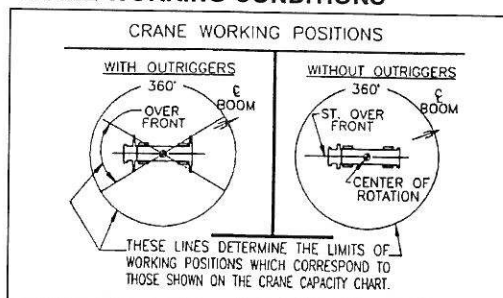 CRANE WORKING POSITIONS
WITH OUTRIGGERS
360°
℄
BOOM
OVER
FRONT
WITHOUT OUTRIGGERS
360°
℄
BOOM
ST. OVER
FRONT
CENTER OF
ROTATION
THESE LINES DETERMINE THE LIMITS OF
WORKING POSITIONS WHICH CORRESPOND TO
THOSE SHOWN ON THE CRANE CAPACITY CHART.